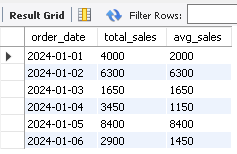 Result Grid Filter Rows:
order_date total_sales avg_sales
2024-01-01 4000 2000
2024-01-02 6300 6300
2024-01-03 1650 1650
2024-01-04 3450 1150
2024-01-05 8400 8400
2024-01-06 2900 1450